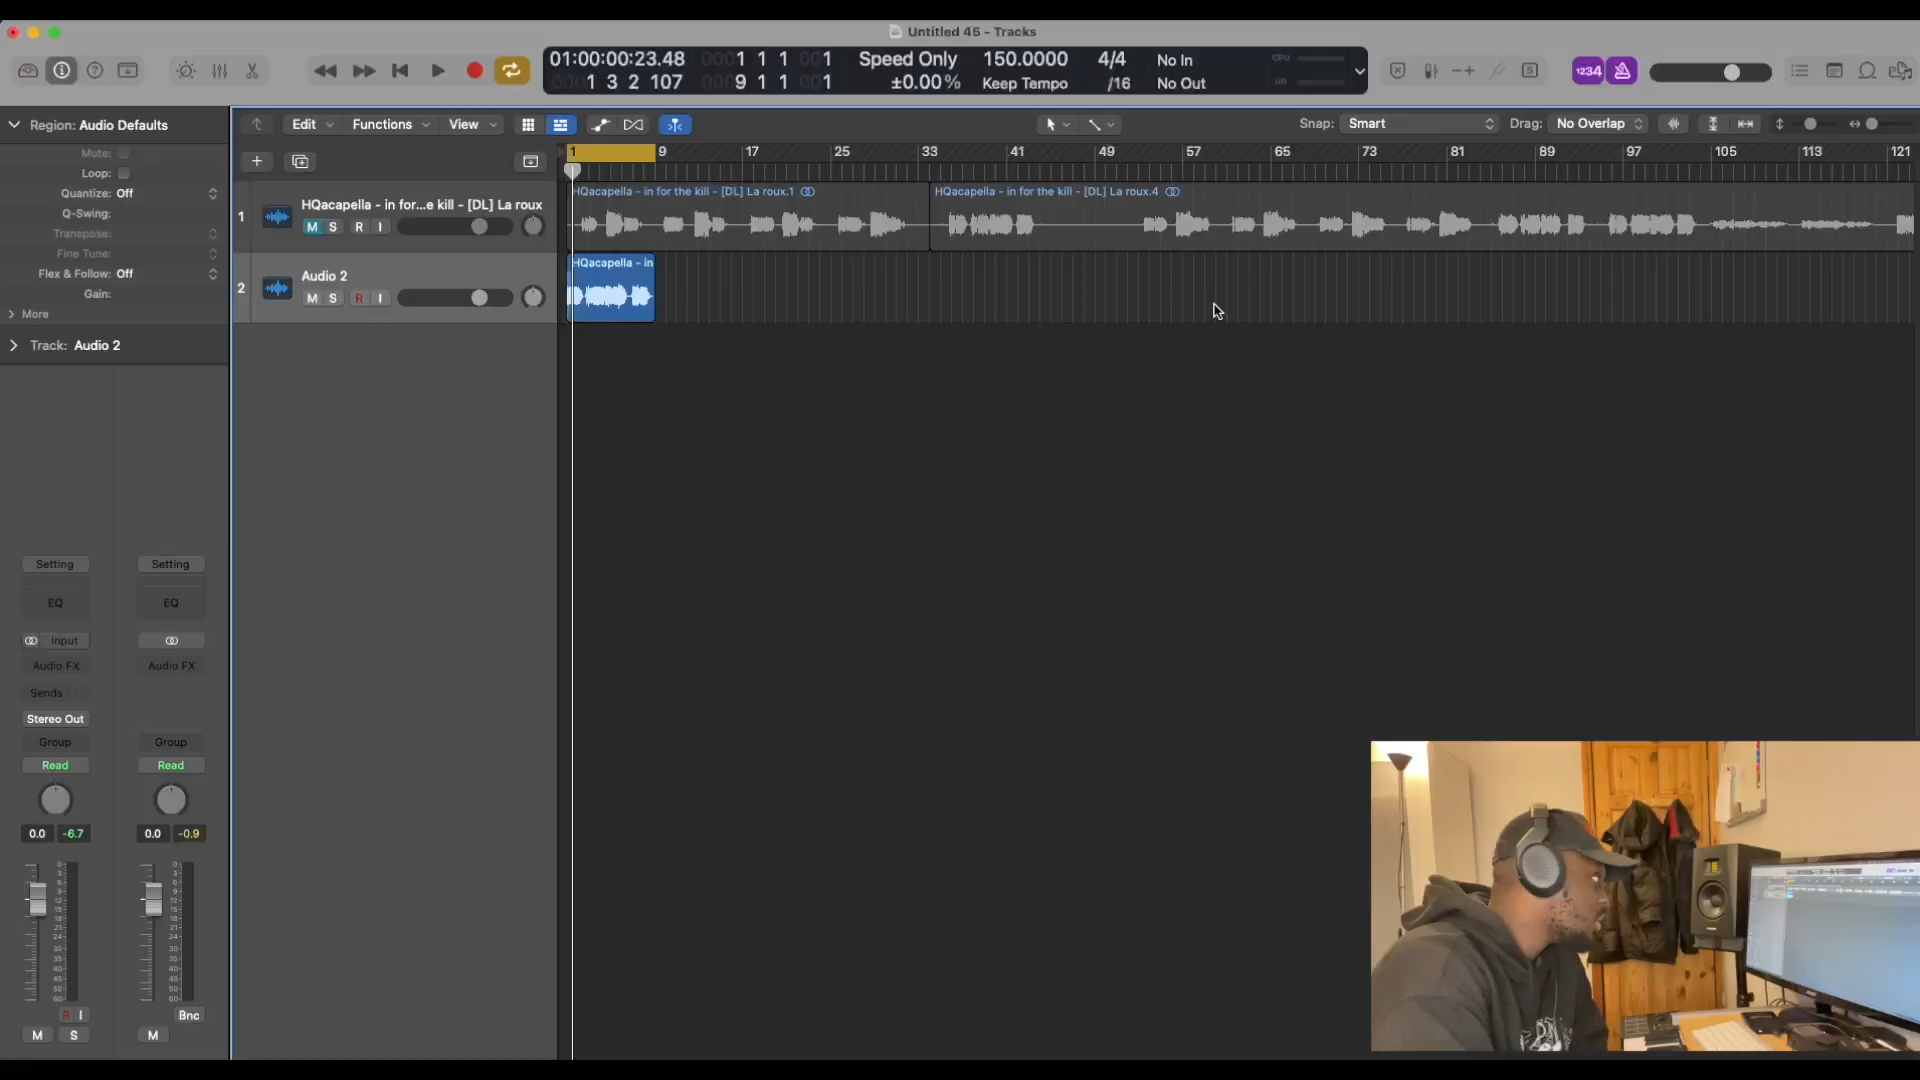 Untitled 45 - Tracks
01:00:00:23.48
1 3 2 107
0001 1 1 001
0009 1 1 001
Speed Only
±0.00%
150.0000
Keep Tempo
4/4
/16
No In
No Out
CPU
HD
1234
Region: Audio Defaults
Mute:
Loop:
Quantize: Off
Q-Swing:
Transpose:
Fine Tune:
Flex & Follow: Off
Gain:
More
Track: Audio 2
Edit
Functions
View
Snap: Smart
Drag: No Overlap
1 9 17 25 33 41 49 57 65 73 81 89 97 105 113 121
1
HQacapella - in for...e kill - [DL] La roux
M S R I
HQacapella - in for the kill - [DL] La roux.1
HQacapella - in for the kill - [DL] La roux.4
2
Audio 2
M S R I
HQacapella - in
Setting
EQ
Input
Audio FX
Sends
Stereo Out
Group
Read
0.0 -6.7
R I
M S
Setting
EQ
Audio FX
Group
Read
0.0 -0.9
Bnc
M